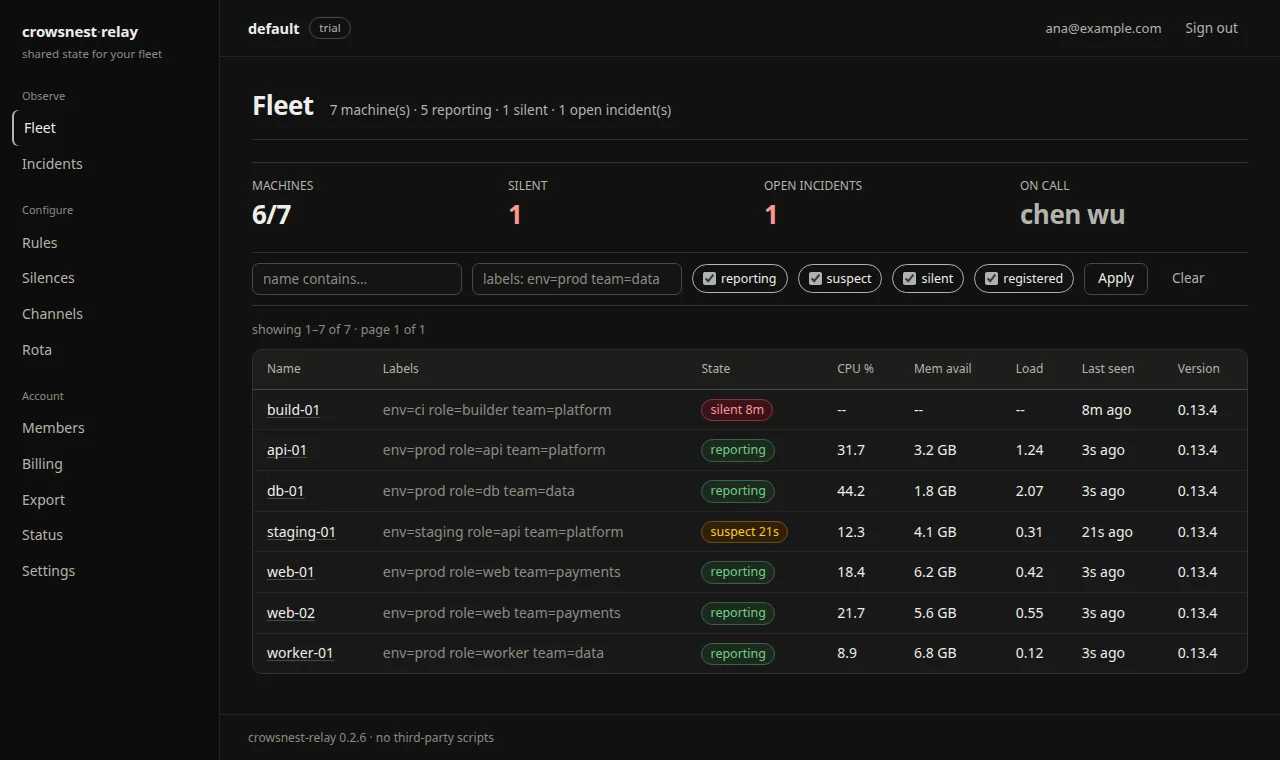 crowsnest·relay
shared state for your fleet
Observe
Fleet
Incidents
Configure
Rules
Silences
Channels
Rota
Account
Members
Billing
Export
Status
Settings
default trial ana@example.com Sign out
Fleet 7 machine(s) · 5 reporting · 1 silent · 1 open incident(s)
MACHINES SILENT OPEN INCIDENTS ON CALL
6/7 1 1 chen wu
name contains... labels: env=prod team=data reporting suspect silent registered Apply Clear
showing 1–7 of 7 · page 1 of 1
Name Labels State CPU % Mem avail Load Last seen Version
build-01 env=ci role=builder team=platform silent 8m -- -- -- 8m ago 0.13.4
api-01 env=prod role=api team=platform reporting 31.7 3.2 GB 1.24 3s ago 0.13.4
db-01 env=prod role=db team=data reporting 44.2 1.8 GB 2.07 3s ago 0.13.4
staging-01 env=staging role=api team=platform suspect 21s 12.3 4.1 GB 0.31 21s ago 0.13.4
web-01 env=prod role=web team=payments reporting 18.4 6.2 GB 0.42 3s ago 0.13.4
web-02 env=prod role=web team=payments reporting 21.7 5.6 GB 0.55 3s ago 0.13.4
worker-01 env=prod role=worker team=data reporting 8.9 6.8 GB 0.12 3s ago 0.13.4
crowsnest-relay 0.2.6 · no third-party scripts